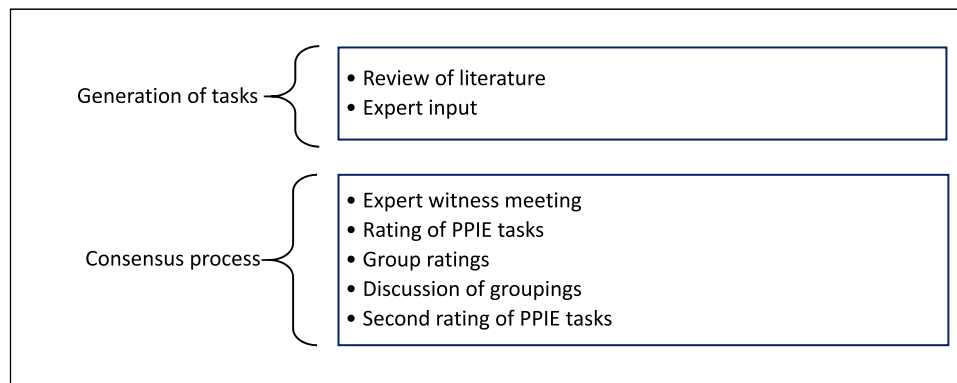 Generation of tasks
• Review of literature
• Expert input
Consensus process
• Expert witness meeting
• Rating of PPIE tasks
• Group ratings
• Discussion of groupings
• Second rating of PPIE tasks